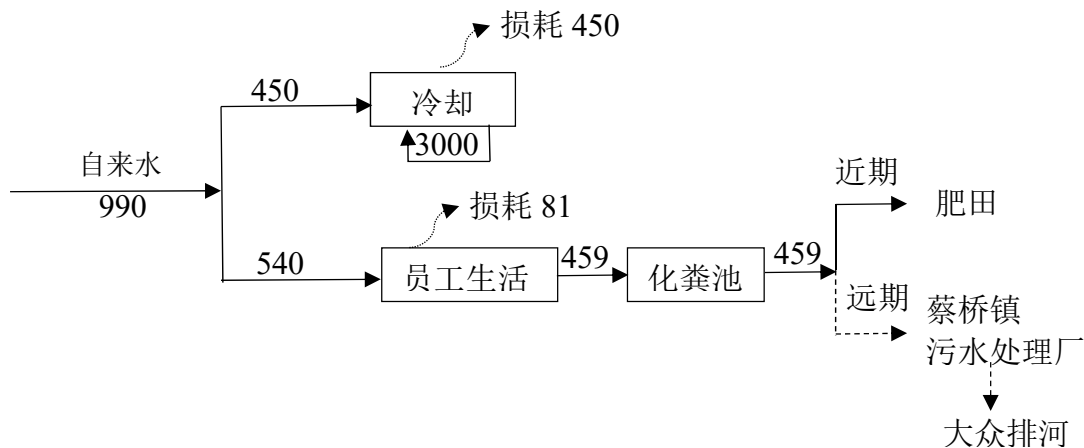 损耗 450
450
冷却
3000
自来水
990
近期
肥田
损耗 81
540
员工生活
459
化粪池
459
远期
蔡桥镇
污水处理厂
大众排河